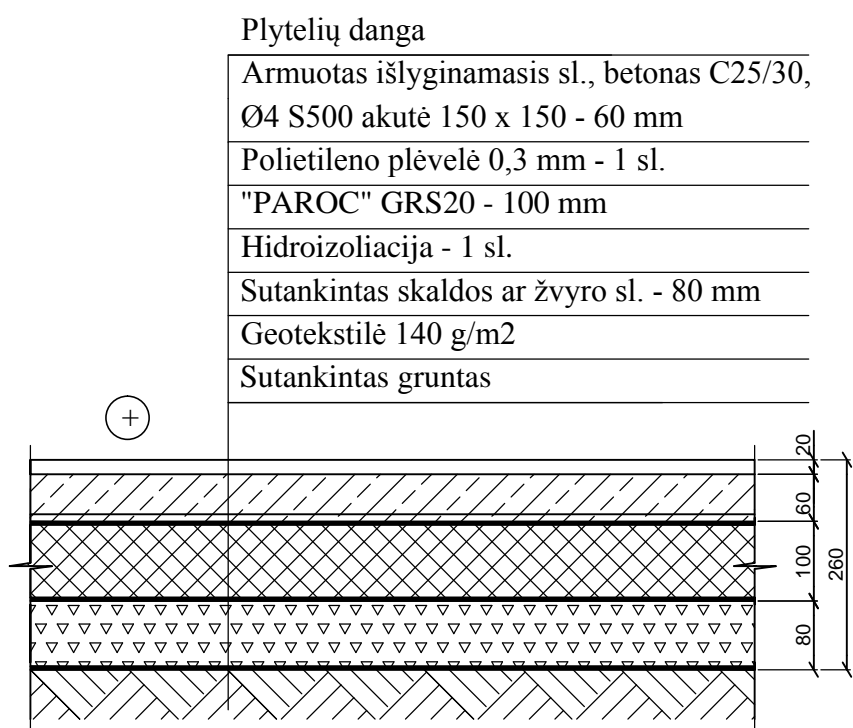 Plytelių danga
Armuotas išlyginamasis sl., betonas C25/30,
Ø4 S500 akutė 150 x 150 - 60 mm
Polietileno plėvelė 0,3 mm - 1 sl.
"PAROC" GRS20 - 100 mm
Hidroizoliacija - 1 sl.
Sutankintas skaldos ar žvyro sl. - 80 mm
Geotekstilė 140 g/m2
Sutankintas gruntas
+
20
60
100
80
260